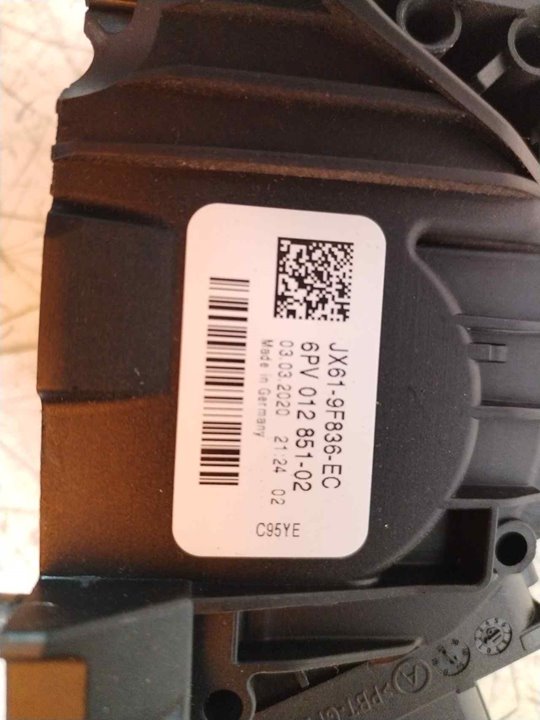 JX61-9F836-EC
6PV 012 851-02
03.03.2020 21:24 02
Made in Germany
C95YE